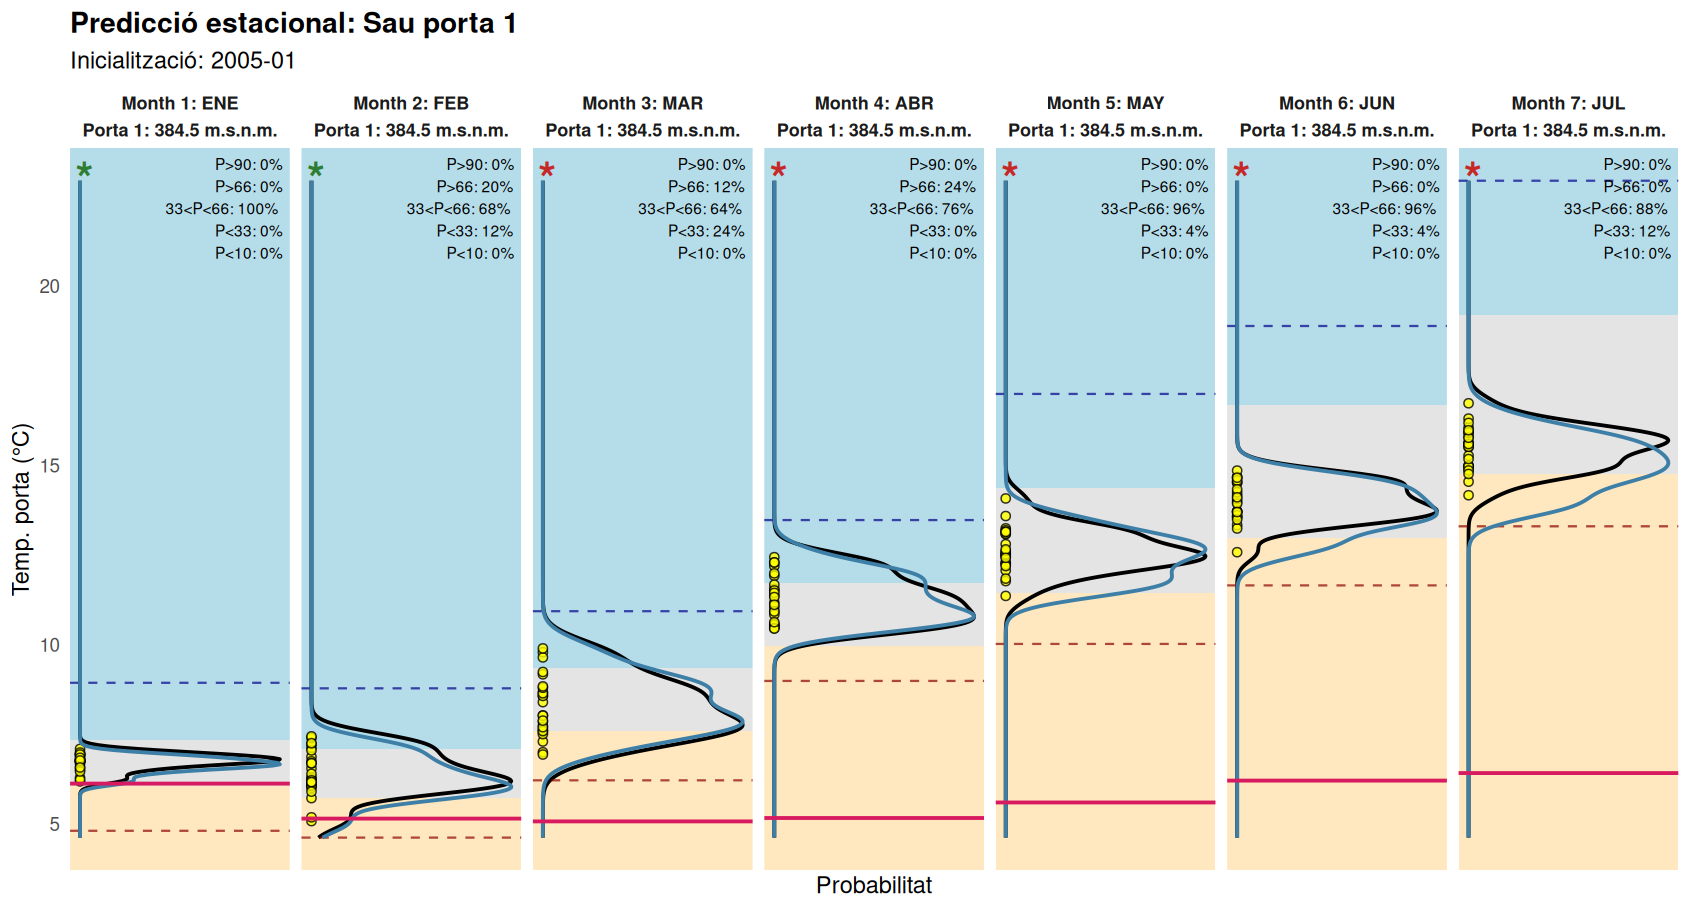 Predicció estacional: Sau porta 1
Inicialització: 2005-01
Month 1: ENE
Porta 1: 384.5 m.s.n.m.
Month 2: FEB
Porta 1: 384.5 m.s.n.m.
Month 3: MAR
Porta 1: 384.5 m.s.n.m.
Month 4: ABR
Porta 1: 384.5 m.s.n.m.
Month 5: MAY
Porta 1: 384.5 m.s.n.m.
Month 6: JUN
Porta 1: 384.5 m.s.n.m.
Month 7: JUL
Porta 1: 384.5 m.s.n.m.
*
P>90: 0%
P>66: 0%
33<P<66: 100%
P<33: 0%
P<10: 0%
*
P>90: 0%
P>66: 20%
33<P<66: 68%
P<33: 12%
P<10: 0%
*
P>90: 0%
P>66: 12%
33<P<66: 64%
P<33: 24%
P<10: 0%
*
P>90: 0%
P>66: 24%
33<P<66: 76%
P<33: 0%
P<10: 0%
*
P>90: 0%
P>66: 0%
33<P<66: 96%
P<33: 4%
P<10: 0%
*
P>90: 0%
P>66: 0%
33<P<66: 96%
P<33: 4%
P<10: 0%
*
P>90: 0%
P>66: 0%
33<P<66: 88%
P<33: 12%
P<10: 0%
20
15
10
5
Temp. porta (°C)
Probabilitat